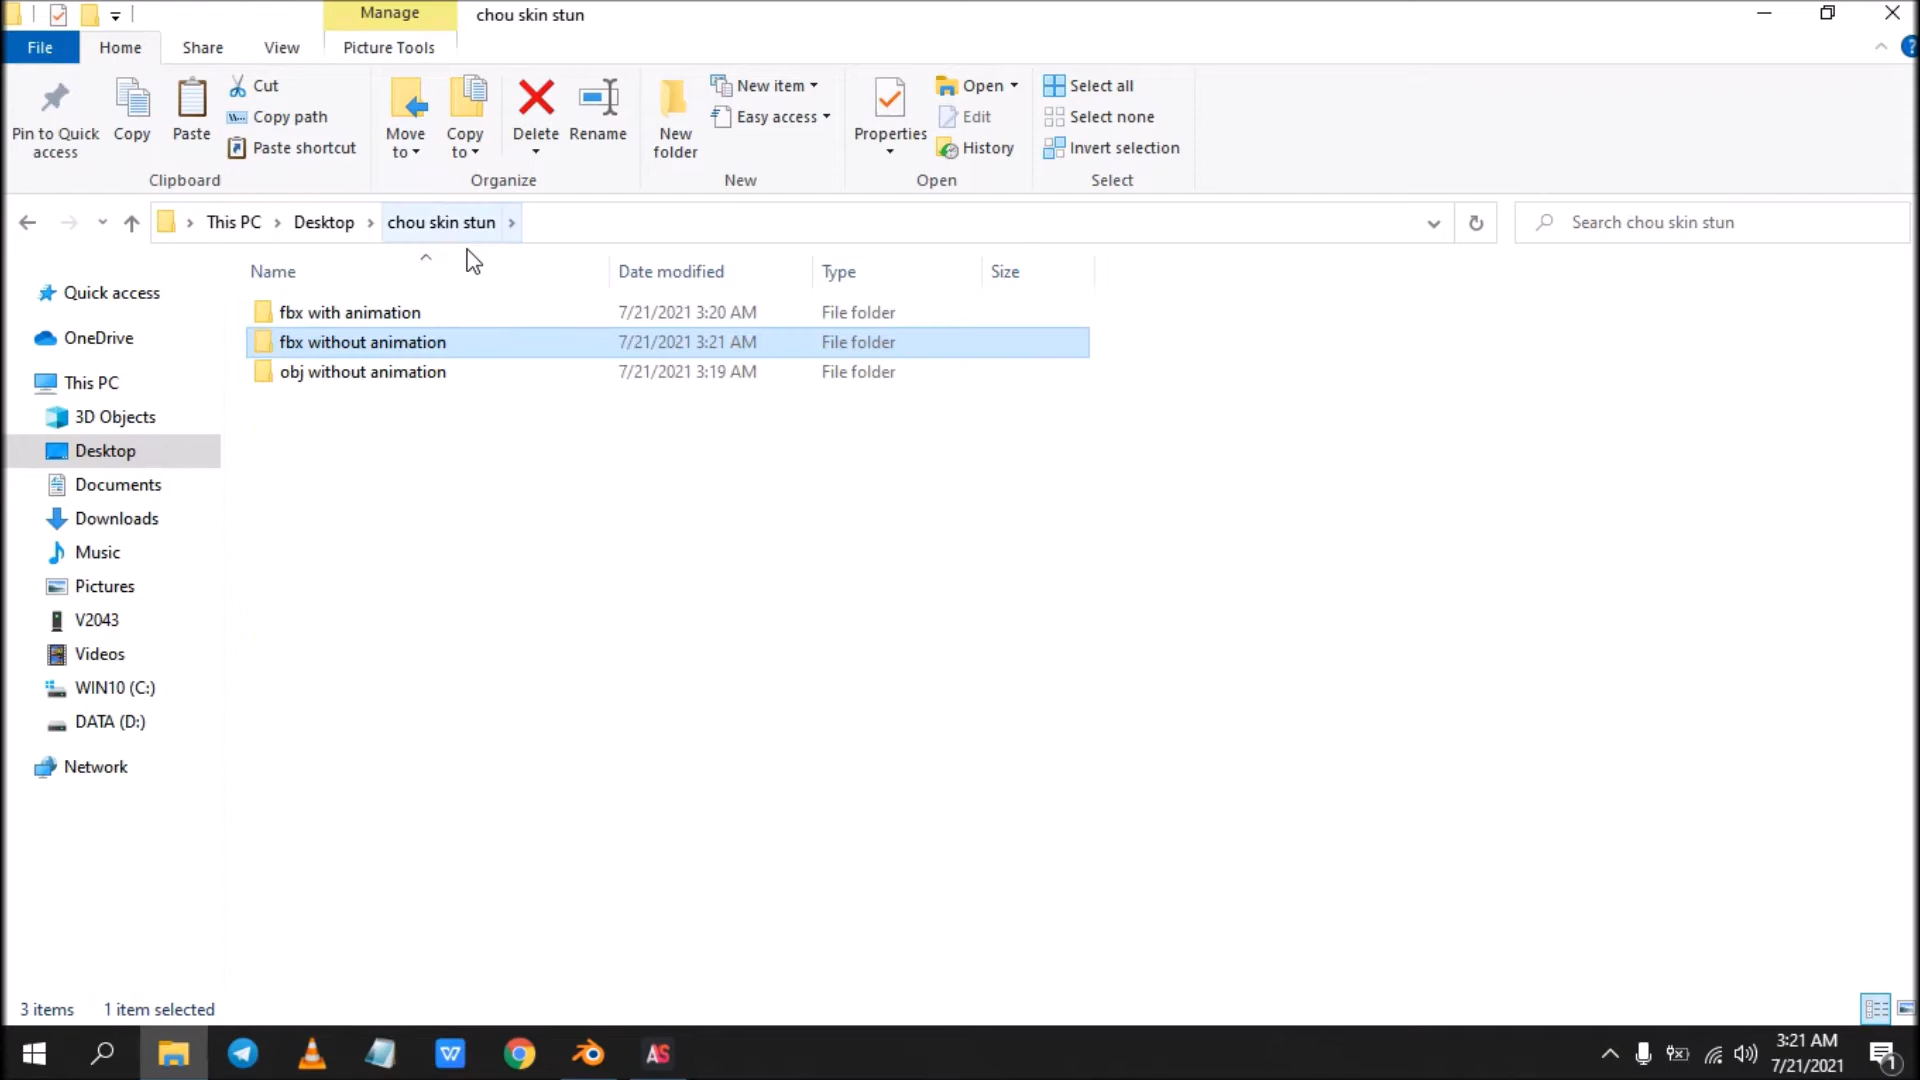 Manage
chou skin stun
File
Home
Share
View
Picture Tools
Pin to Quick
access
Copy
Paste
Cut
Copy path
Paste shortcut
Clipboard
Move
to
Copy
to
Delete
Rename
Organize
New
folder
New item
Easy access
New
Properties
Open
Edit
History
Open
Select all
Select none
Invert selection
Select
This PC
Desktop
chou skin stun
Search chou skin stun
Name
Date modified
Type
Size
fbx with animation
7/21/2021 3:20 AM
File folder
fbx without animation
7/21/2021 3:21 AM
File folder
obj without animation
7/21/2021 3:19 AM
File folder
Quick access
OneDrive
This PC
3D Objects
Desktop
Documents
Downloads
Music
Pictures
V2043
Videos
WIN10 (C:)
DATA (D:)
Network
3 items
1 item selected
W
AS
3:21 AM
7/21/2021
1